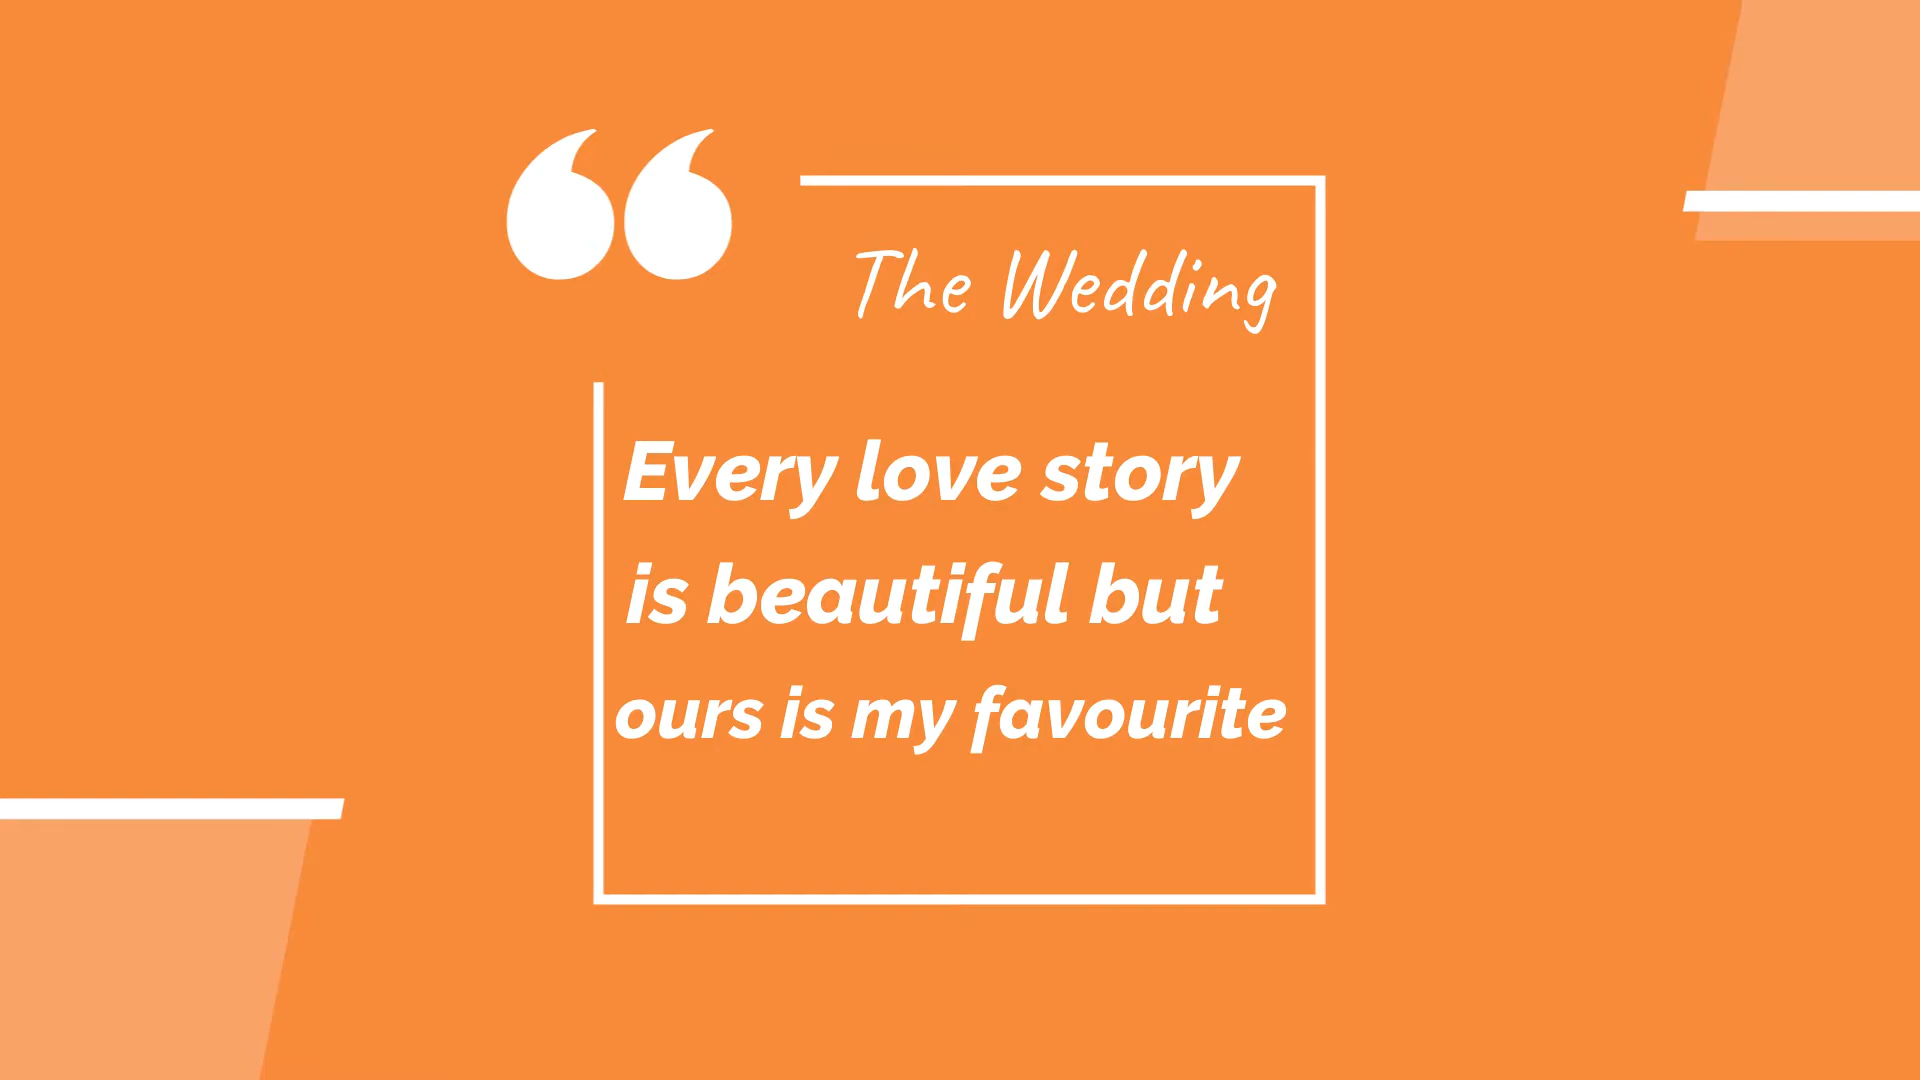 The Wedding
Every love story
is beautiful but
ours is my favourite